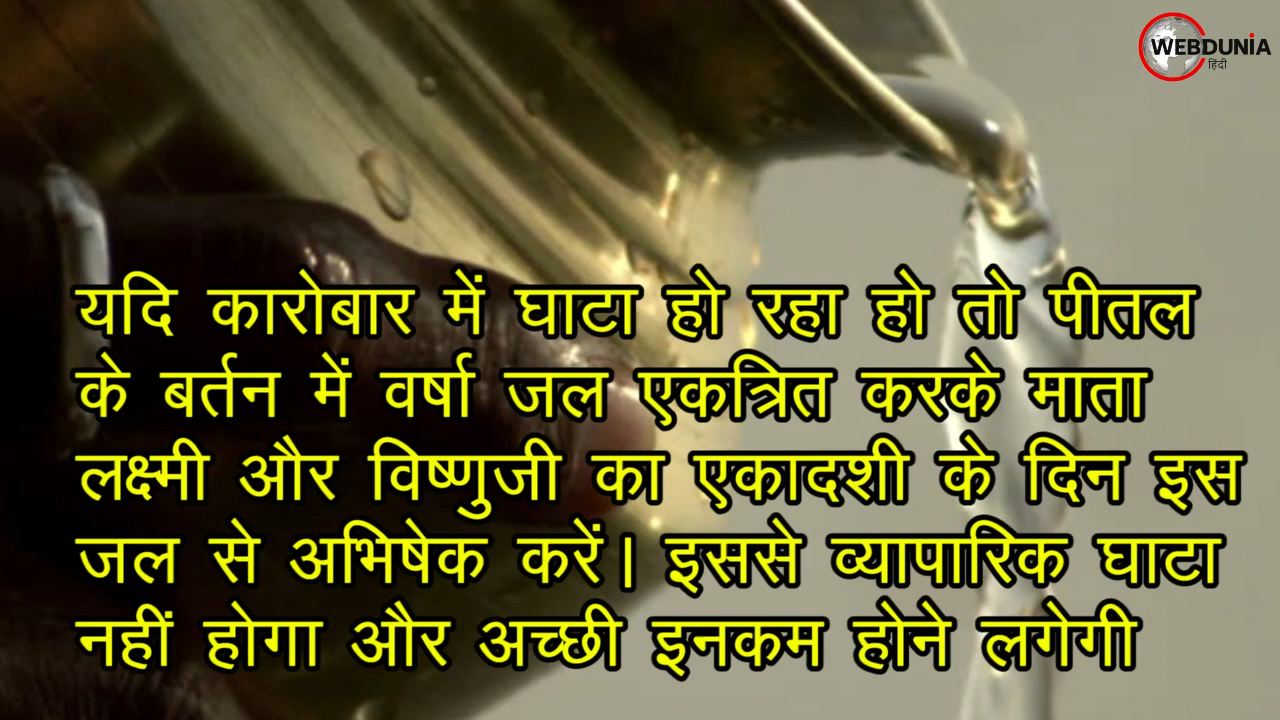 WEBDUNIA
हिंदी
यदि कारोबार में घाटा हो रहा हो तो पीतल
के बर्तन में वर्षा जल एकत्रित करके माता
लक्ष्मी और विष्णुजी का एकादशी के दिन इस
जल से अभिषेक करें। इससे व्यापारिक घाटा
नहीं होगा और अच्छी इनकम होने लगेगी